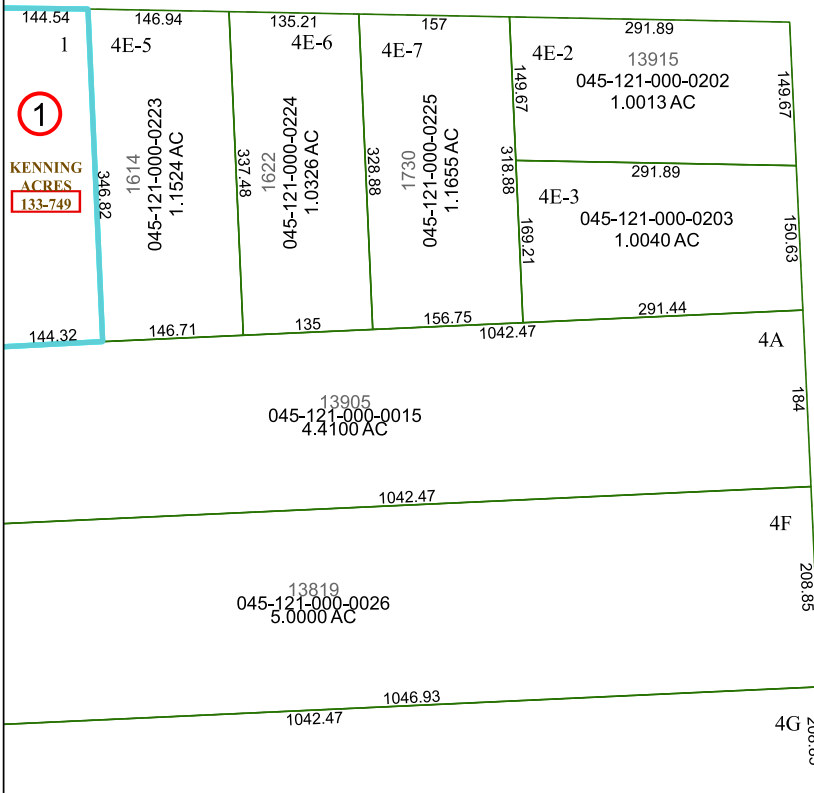 144.54
146.94
135.21
157
291.89
1
4E-5
4E-6
4E-7
4E-2
13915
045-121-000-0202
1.0013 AC
149.67
149.67
1
KENNING
ACRES
133-749
346.82
1614
045-121-000-0223
1.1524 AC
337.48
1622
045-121-000-0224
1.0326 AC
328.88
1730
045-121-000-0225
1.1655 AC
318.88
291.89
4E-3
045-121-000-0203
1.0040 AC
169.21
150.63
144.32
146.71
135
156.75
291.44
1042.47
4A
13905
045-121-000-0015
4.4100 AC
184
1042.47
4F
13819
045-121-000-0026
5.0000 AC
208.85
1046.93
1042.47
4G